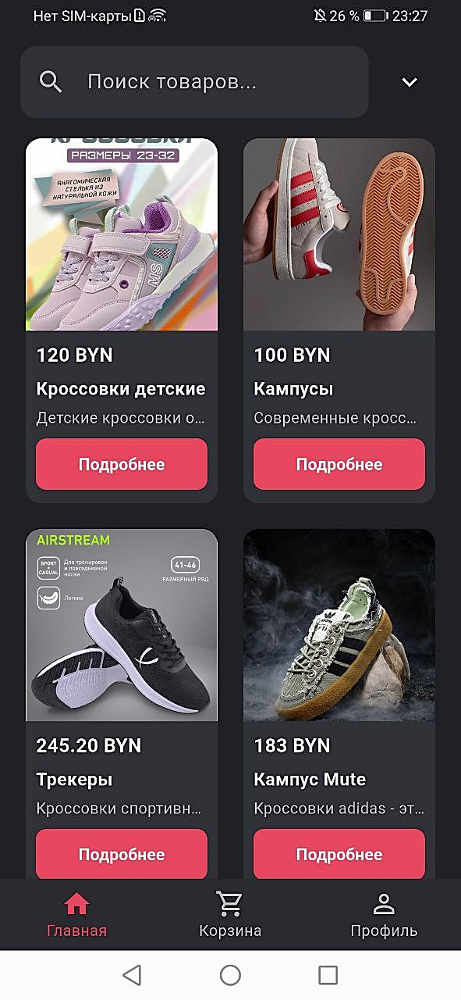 Нет SIM-карты
26 %
23:27
Поиск товаров...
КРОССОВКИ
РАЗМЕРЫ 23-32
АНАТОМИЧЕСКАЯ
СТЕЛЬКА ИЗ
НАТУРАЛЬНОЙ КОЖИ
MS
120 BYN
Кроссовки детские
Детские кроссовки о...
Подробнее
100 BYN
Кампусы
Современные кросс...
Подробнее
AIRSTREAM
SPORT
+
CASUAL
Для тренировок
и повседневной
носки
Легкие
41-46
РАЗМЕРНЫЙ РЯД
245.20 BYN
Трекеры
Кроссовки спортивн...
Подробнее
183 BYN
Кампус Mute
Кроссовки adidas - эт...
Подробнее
Главная
Корзина
Профиль